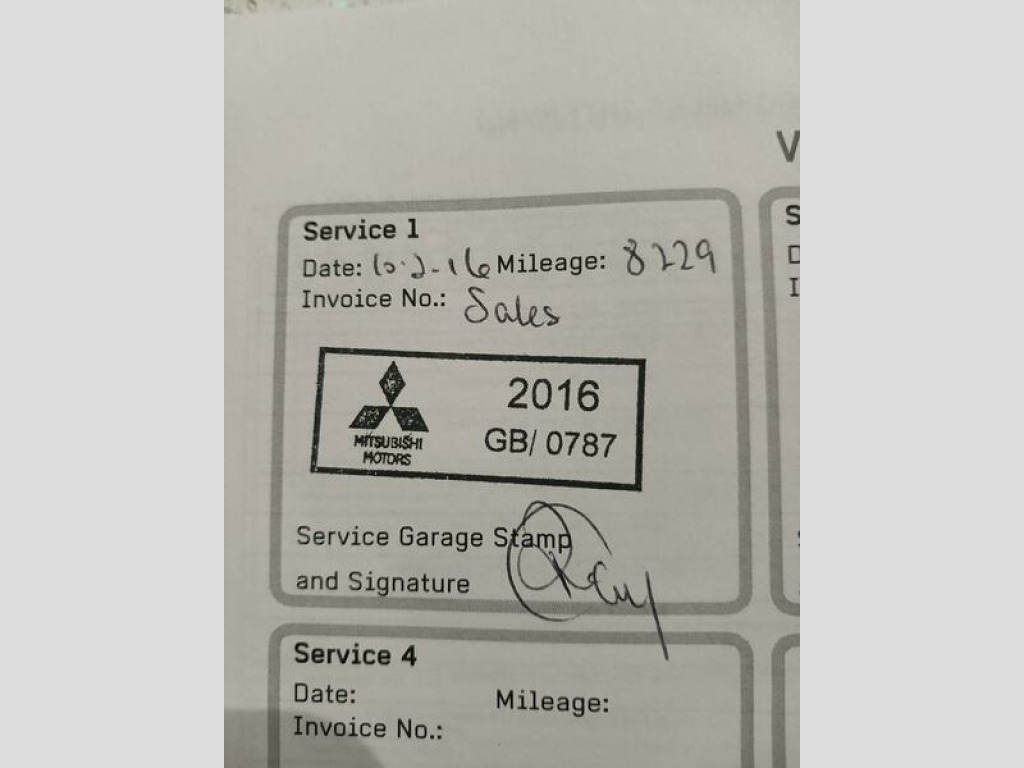 V
Service 1
Date: 10.2-16 Mileage: 8229
Invoice No.: Sales
2016
MITSUBISHI
MOTORS
GB/ 0787
Service Garage Stamp
and Signature
Service 4
Date: Mileage:
Invoice No.:
S
D
I